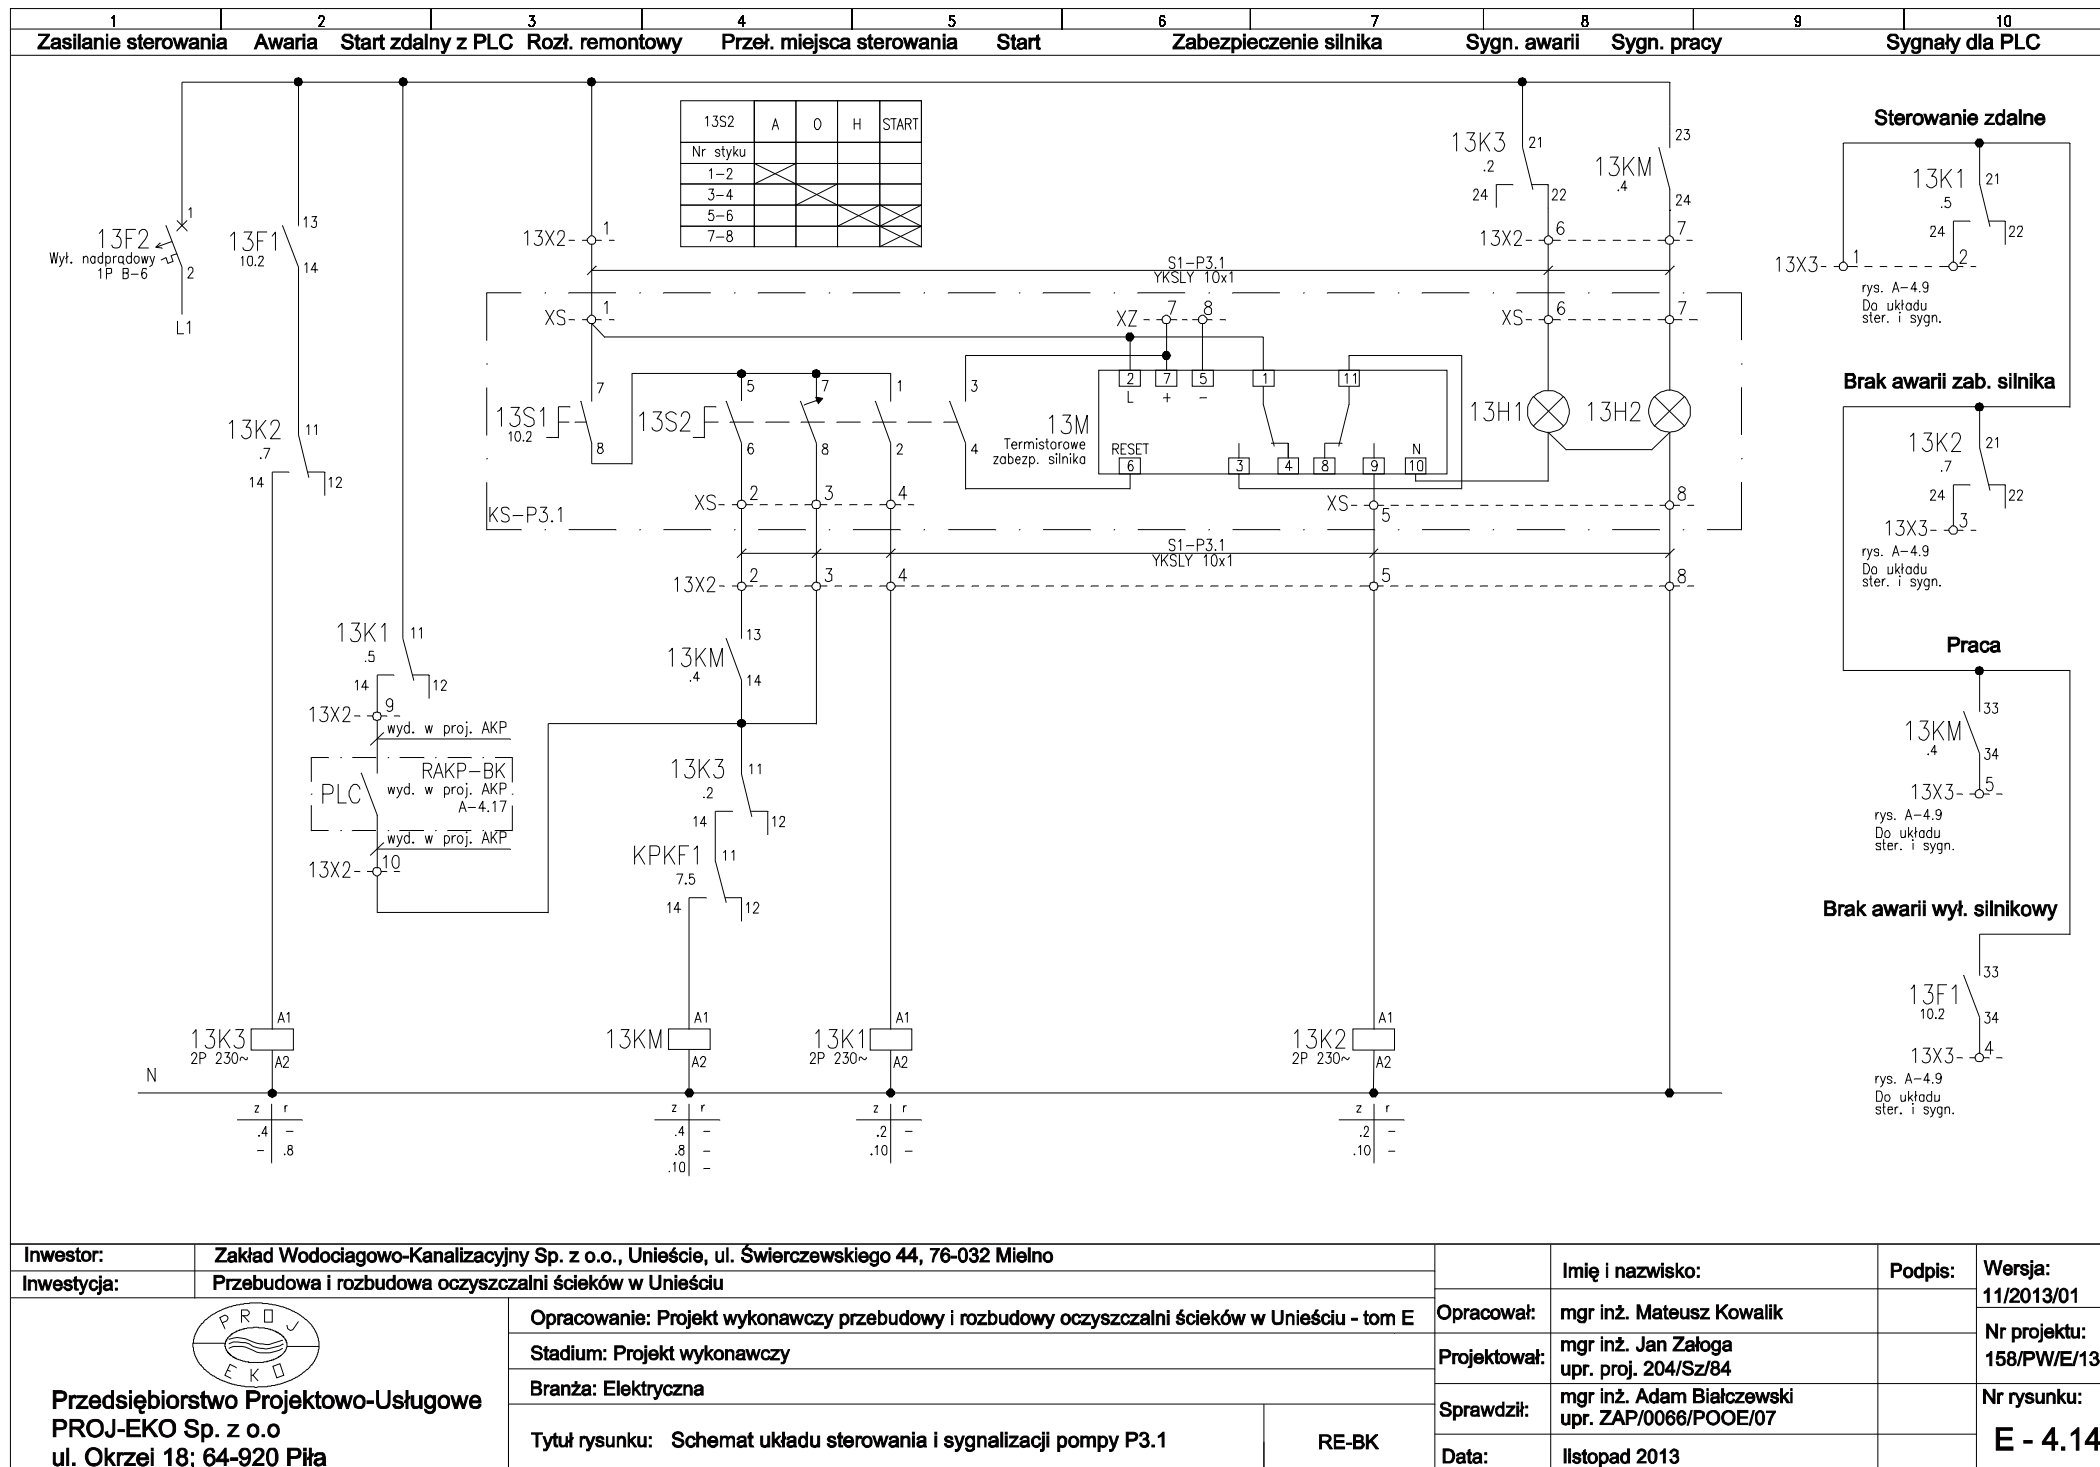 1 2 3 4 5 6 7 8 9 10
Zasilanie sterowania Awaria Start zdalny z PLC Rozł. remontowy Przeł. miejsca sterowania Start Zabezpieczenie silnika Sygn. awarii Sygn. pracy Sygnały dla PLC
13S2 A 0 H START
Nr styku
1-2
3-4
5-6
7-8
1
13F2
Wył. nadprądowy
1P B-6
2
L1
13
13F1
10.2
14
11
13K2
.7
14 12
11
13K1
.5
14 12
13X2 9
wyd. w proj. AKP
RAKP-BK
PLC wyd. w proj. AKP
A-4.17
wyd. w proj. AKP
13X2 10
13X2 1
S1-P3.1
YKSLY 10x1
XS 1
7
13S1
10.2
8
13S2
5 7 1 3
6 8 2 4
XZ 7 8
13M
Termistorowe
zabezp. silnika
2 7 5 1 11
L + -
RESET N
6 3 4 8 9 10
XS 2 3 4
XS 5 8
KS-P3.1
S1-P3.1
YKSLY 10x1
13X2 2 3 4 5 8
13K3 21
.2
24 22
23
13KM
.4
24
13X2 6 7
XS 6 7
13H1 13H2
13
13KM
.4
14
13K3 11
.2
14 12
KPKF1 11
7.5
14 12
A1 A1 A1 A1
13K3 13KM 13K1 13K2
2P 230~ 2P 230~ 2P 230~
A2 A2 A2 A2
N
z r z r z r z r
.4 - .4 - .2 - .2 -
- .8 .8 - .10 - .10 -
.10 -
Sterowanie zdalne
13K1 21
.5
24 22
13X3 1 2
rys. A-4.9
Do układu
ster. i sygn.
Brak awarii zab. silnika
13K2 21
.7
24 22
13X3 3
rys. A-4.9
Do układu
ster. i sygn.
Praca
33
13KM
.4
34
13X3 5
rys. A-4.9
Do układu
ster. i sygn.
Brak awarii wył. silnikowy
33
13F1
10.2
34
13X3 4
rys. A-4.9
Do układu
ster. i sygn.
Inwestor: Zakład Wodociagowo-Kanalizacyjny Sp. z o.o., Unieście, ul. Świerczewskiego 44, 76-032 Mielno
Inwestycja: Przebudowa i rozbudowa oczyszczalni ścieków w Unieściu
PROJ
EKO
Przedsiębiorstwo Projektowo-Usługowe
PROJ-EKO Sp. z o.o
ul. Okrzei 18; 64-920 Piła
Opracowanie: Projekt wykonawczy przebudowy i rozbudowy oczyszczalni ścieków w Unieściu - tom E
Stadium: Projekt wykonawczy
Branża: Elektryczna
Tytuł rysunku: Schemat układu sterowania i sygnalizacji pompy P3.1
RE-BK
Imię i nazwisko: Podpis:
Opracował: mgr inż. Mateusz Kowalik
Projektował: mgr inż. Jan Załoga
upr. proj. 204/Sz/84
Sprawdził: mgr inż. Adam Białczewski
upr. ZAP/0066/POOE/07
Data: listopad 2013
Wersja:
11/2013/01
Nr projektu:
158/PW/E/13
Nr rysunku:
E - 4.14